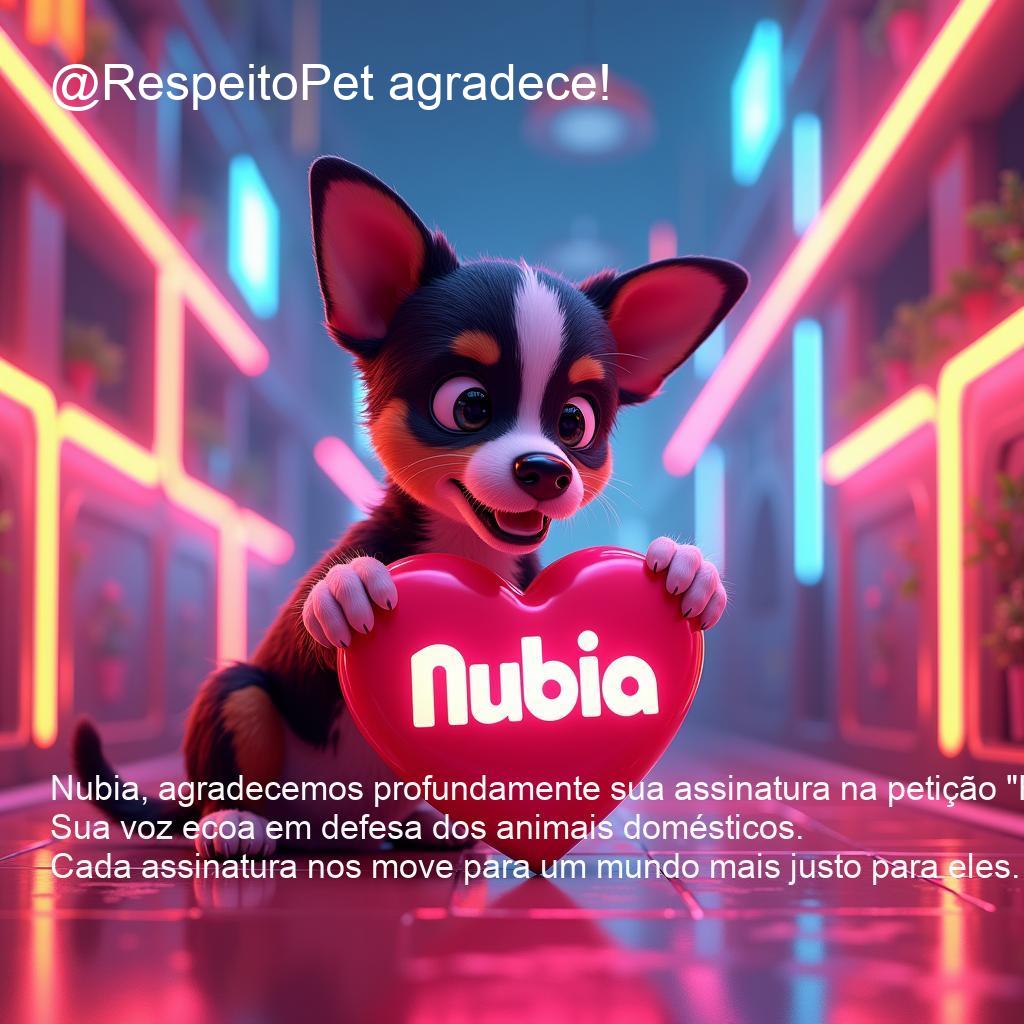 @RespeitoPet agradece!
Nubia
Nubia, agradecemos profundamente sua assinatura na petição "
Sua voz ecoa em defesa dos animais domésticos.
Cada assinatura nos move para um mundo mais justo para eles.